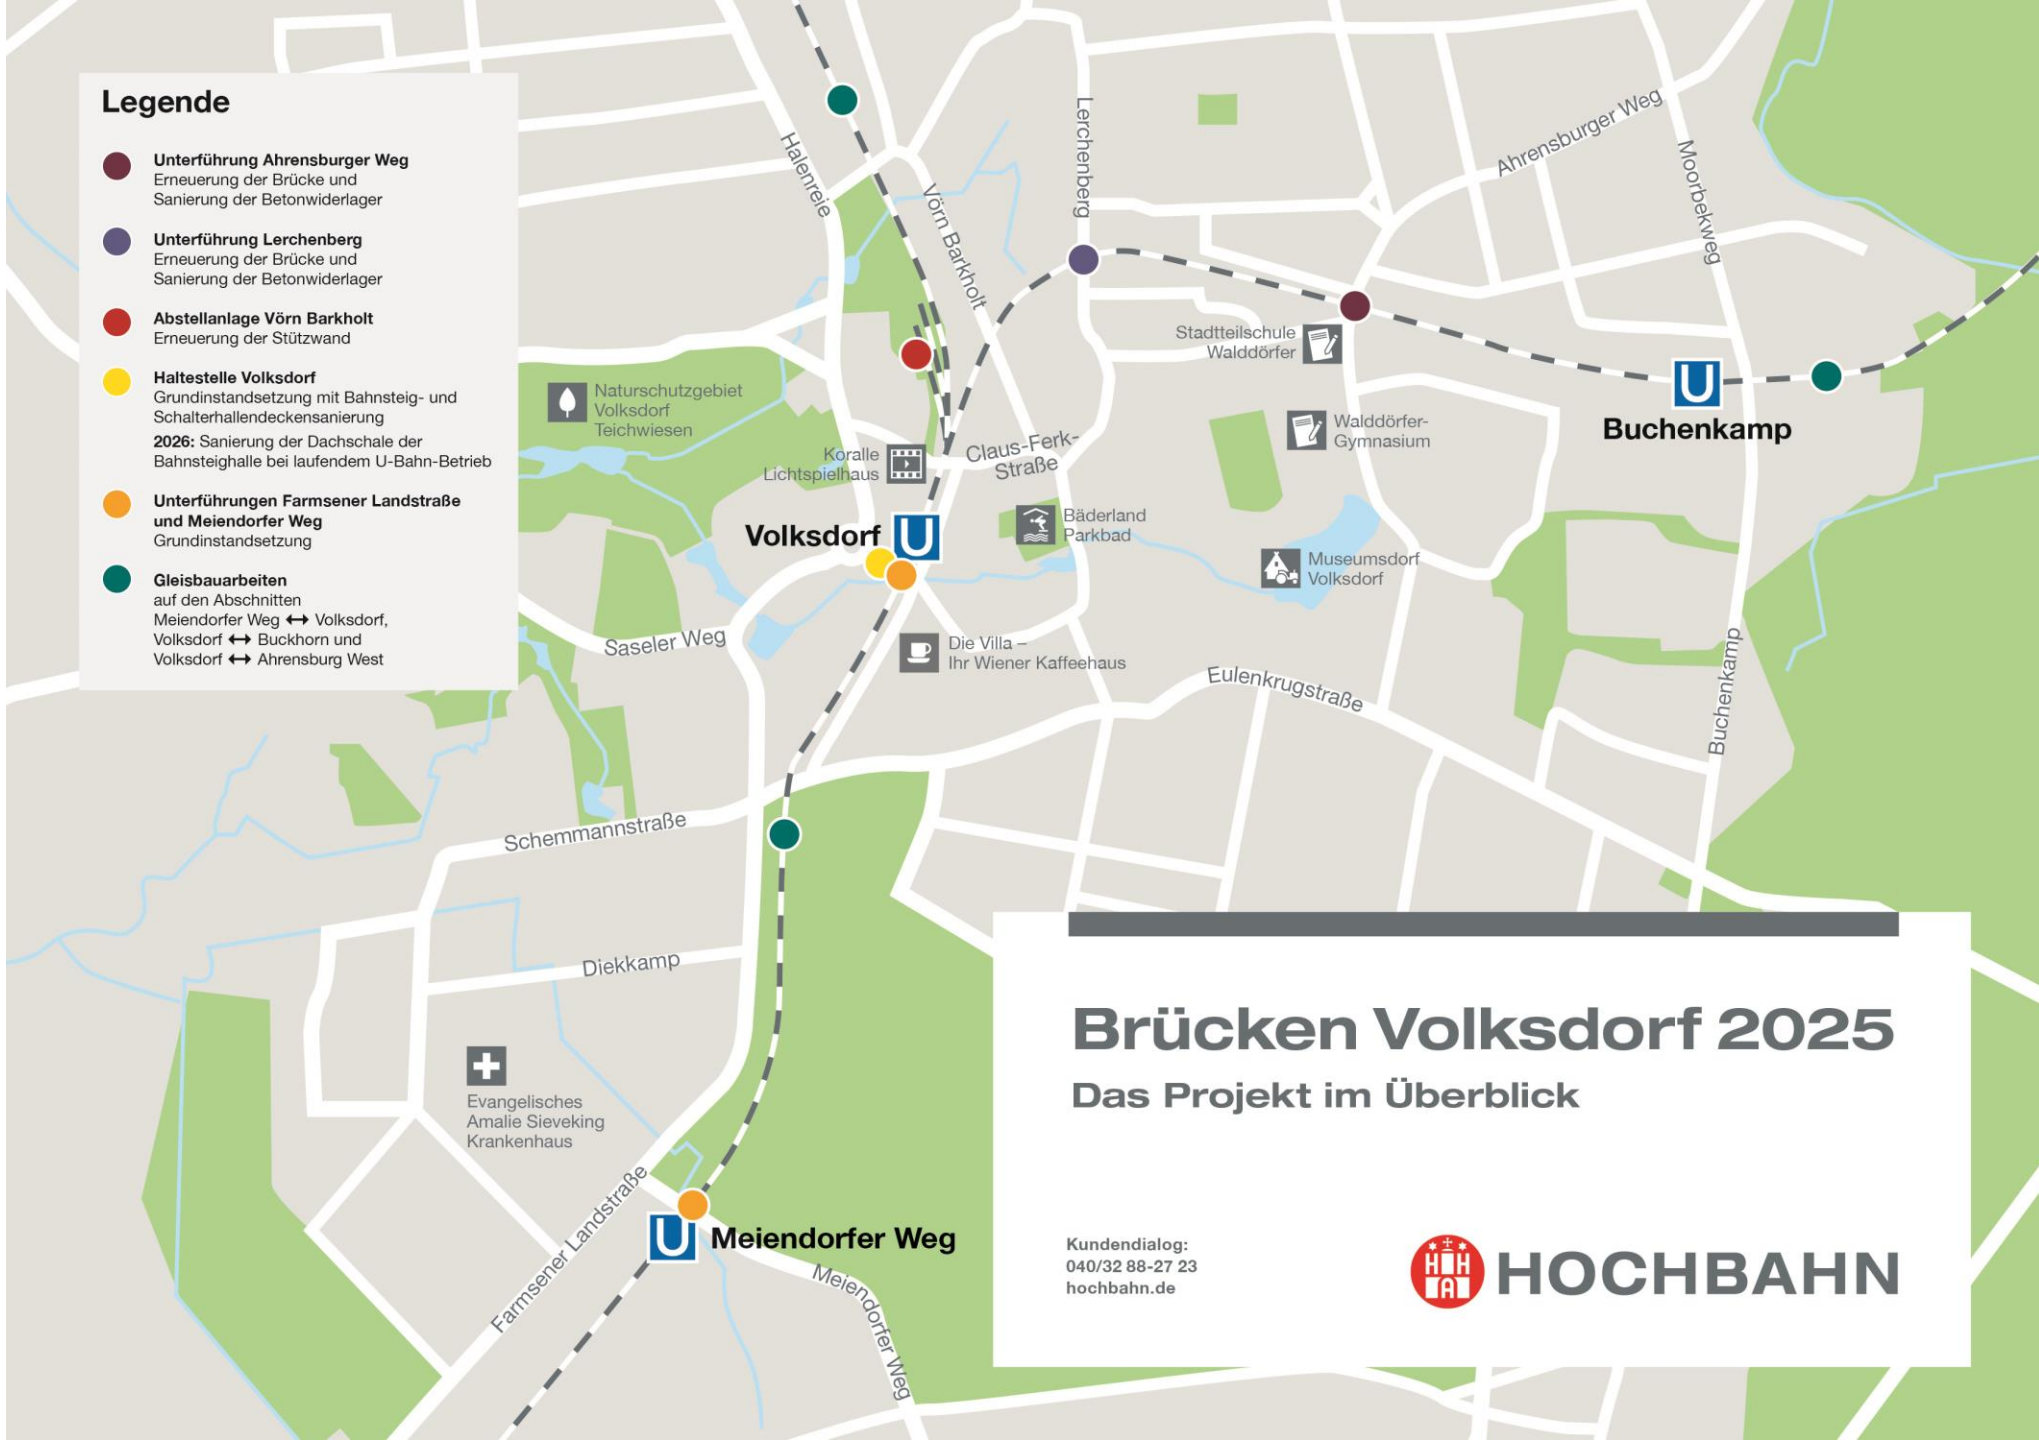 Legende
Unterführung Ahrensburger Weg
Erneuerung der Brücke und
Sanierung der Betonwiderlager
Unterführung Lerchenberg
Erneuerung der Brücke und
Sanierung der Betonwiderlager
Abstellanlage Vörn Barkholt
Erneuerung der Stützwand
Haltestelle Volksdorf
Grundinstandsetzung mit Bahnsteig- und
Schalterhallendeckensanierung
2026: Sanierung der Dachschale der
Bahnsteighalle bei laufendem U-Bahn-Betrieb
Unterführungen Farmsener Landstraße
und Meiendorfer Weg
Grundinstandsetzung
Gleisbauarbeiten
auf den Abschnitten
Meiendorfer Weg ↔ Volksdorf,
Volksdorf ↔ Buckhorn und
Volksdorf ↔ Ahrensburg West
Halenreie
Vörn Barkholt
Lerchenberg
Ahrensburger Weg
Moorbekweg
Stadtteilschule
Walddörfer
U
Buchenkamp
Naturschutzgebiet
Volksdorf
Teichwiesen
Koralle
Lichtspielhaus
Claus-Ferk-
Straße
Walddörfer-
Gymnasium
Volksdorf
U
Bäderland
Parkbad
Museumsdorf
Volksdorf
Saseler Weg
Die Villa –
Ihr Wiener Kaffeehaus
Eulenkrugstraße
Buchenkamp
Schemmannstraße
Diekkamp
Evangelisches
Amalie Sieveking
Krankenhaus
Farmsener Landstraße
U
Meiendorfer Weg
Meiendorfer Weg
Brücken Volksdorf 2025
Das Projekt im Überblick
Kundendialog:
040/32 88-27 23
hochbahn.de
HHA
HOCHBAHN